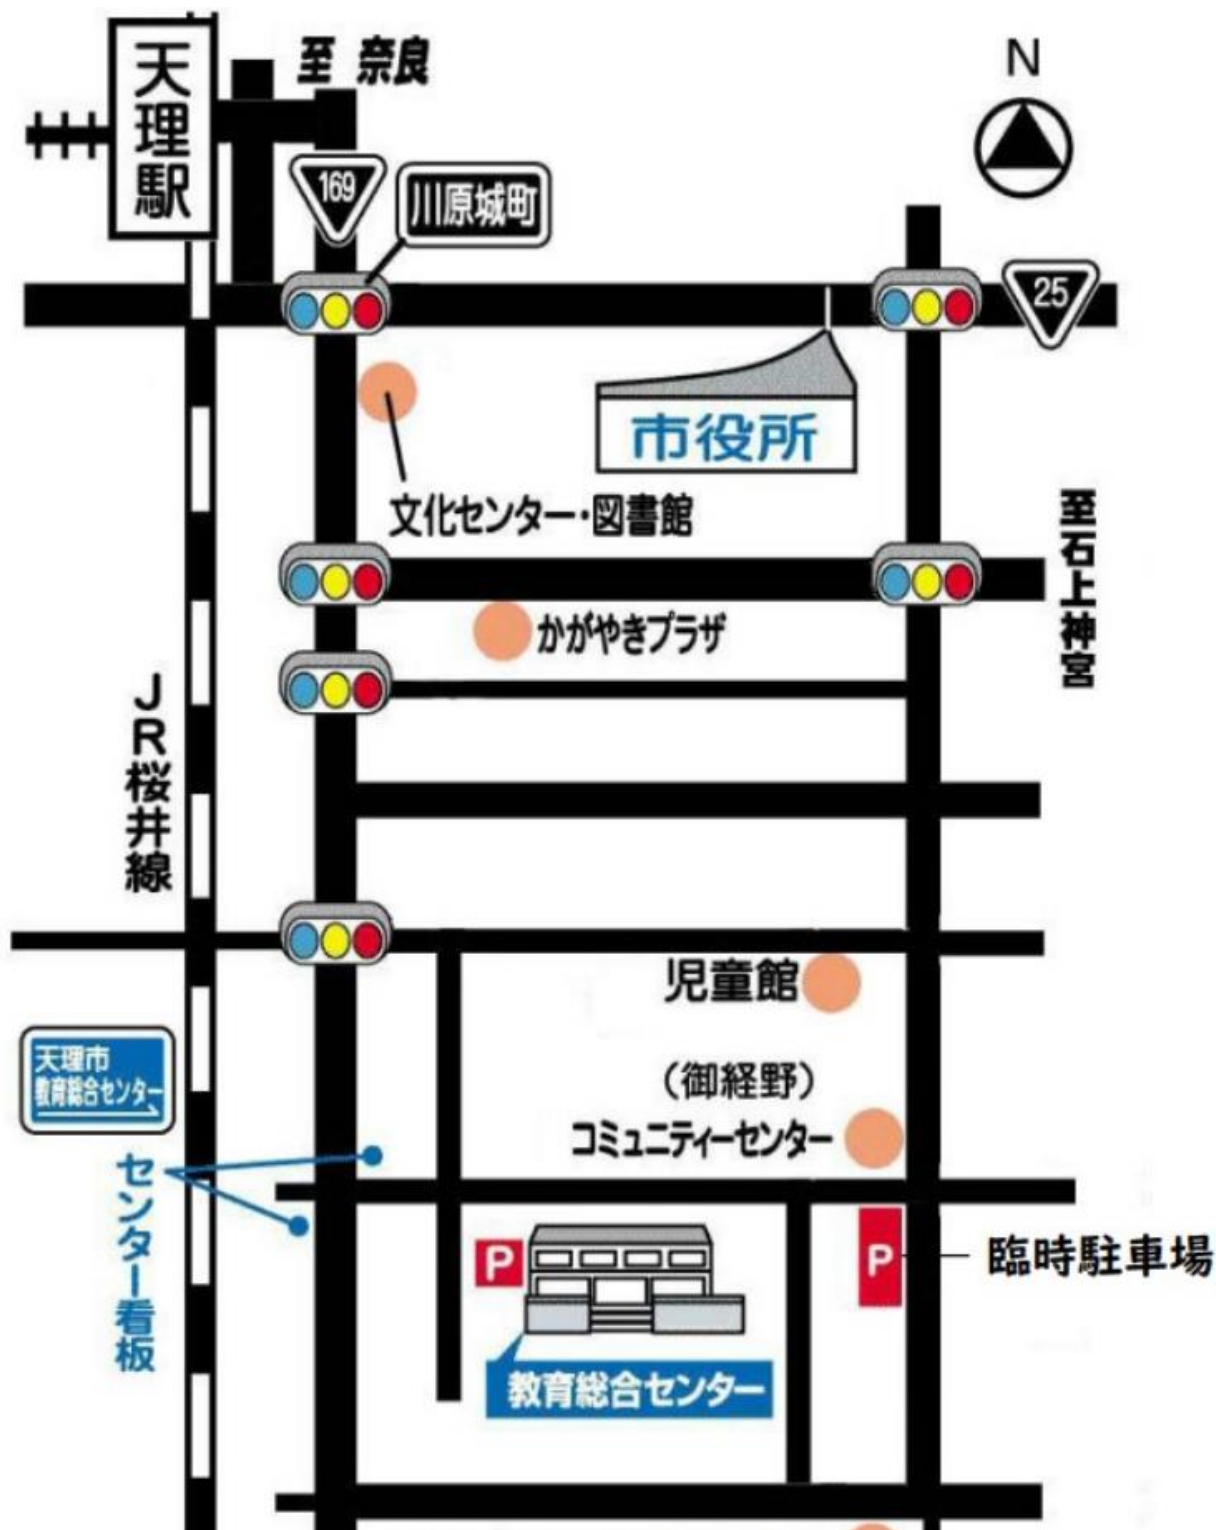 天理駅
至 奈良
N
169
川原城町
25
市役所
文化センター・図書館
至石上神宮
かがやきプラザ
JR桜井線
児童館
天理市
教育総合センター
(御経野)
コミュニティーセンター
センター看板
P
P
臨時駐車場
教育総合センター